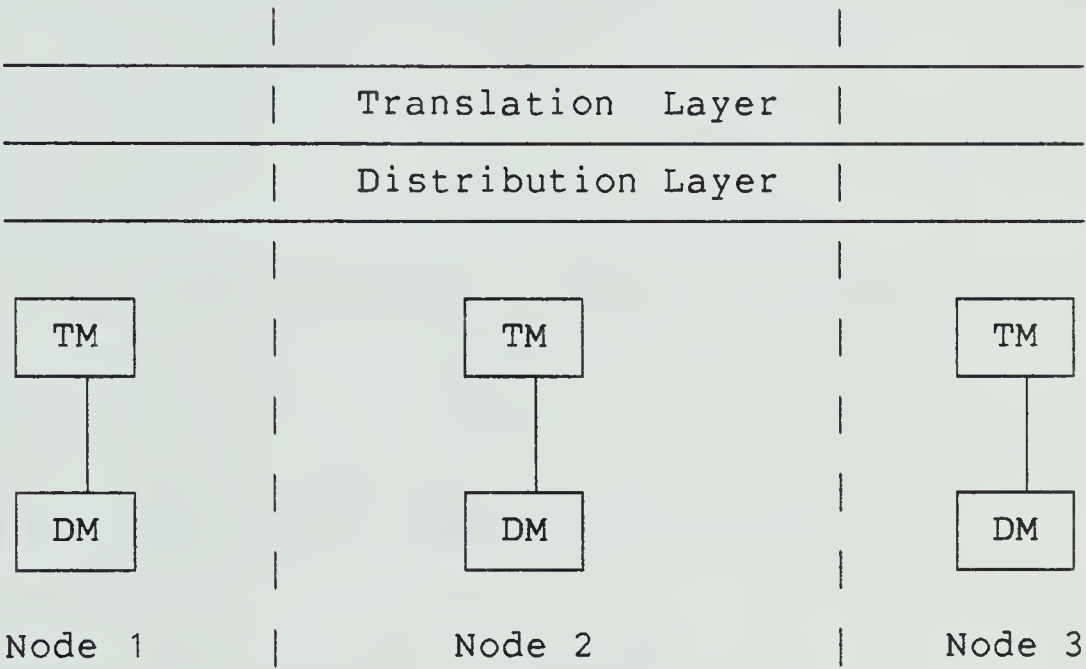 Translation Layer
Distribution Layer
TM TM TM
DM DM DM
Node 1 Node 2 Node 3